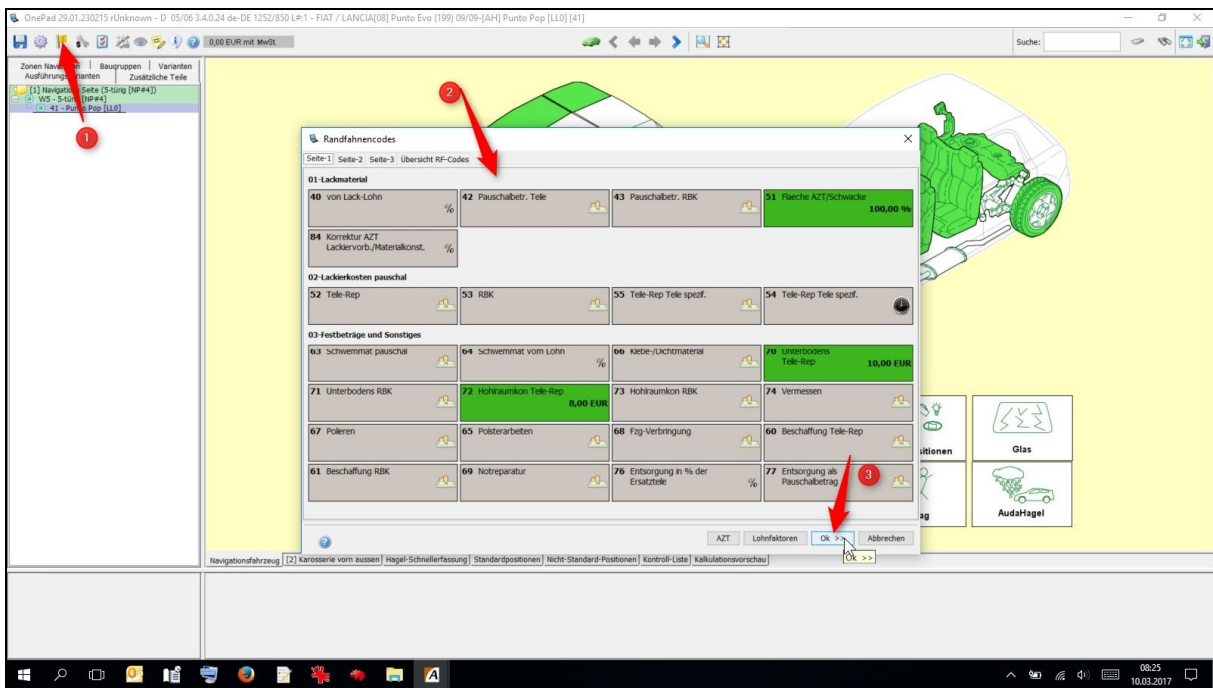 OnePad 29.01.230215 rUnknown - D 05/06 3.4.0.24 de-DE 1252/850 L#:1 - FIAT / LANCIA[08] Punto Evo (199) 09/09-[AH] Punto Pop [LL0] [41]
0,00 EUR mit MwSt.
Suche:
Baugruppen
Varianten
Zusätzliche Teile
[1] Navigation Seite (5-türig [NP#4])
W5 - 5-türig [NP#4]
41 - Punto Pop [LL0]
1
2
Randfahnencodes
Seite-1 Seite-2 Seite-3 Übersicht RF-Codes
01-Lackmaterial
40 von Lack-Lohn
%
42 Pauschalbetr. Teile
43 Pauschalbetr. RBK
51 Flaeche AZT/Schwacke
100,00 %
84 Korrektur AZT
Lackiervorb./Materialkonst.
%
02-Lackierkosten pauschal
52 Teile-Rep
53 RBK
55 Teile-Rep Teile spezif.
54 Teile-Rep Teile spezif.
03-Festbeträge und Sonstiges
63 Schwemmat pauschal
64 Schwemmat vom Lohn
%
66 Klebe-/Dichtmaterial
70 Unterbodens
Teile-Rep
10,00 EUR
71 Unterbodens RBK
72 Hohlraumkon Teile-Rep
8,00 EUR
73 Hohlraumkon RBK
74 Vermessen
67 Polieren
65 Polsterarbeiten
68 Fzg-Verbringung
60 Beschaffung Teile-Rep
61 Beschaffung RBK
69 Notreparatur
76 Entsorgung in % der
Ersatzteile
%
77 Entsorgung als
Pauschalbetrag
3
AZT
Lohnfaktoren
Ok >>
Abbrechen
Ok >>
Glas
AudaHagel
Navigationsfahrzeug [2] Karosserie vorn aussen Hagel-Schnellerfassung Standardpositionen Nicht-Standard-Positionen Kontroll-Liste Kalkulationsvorschau
08:25
10.03.2017